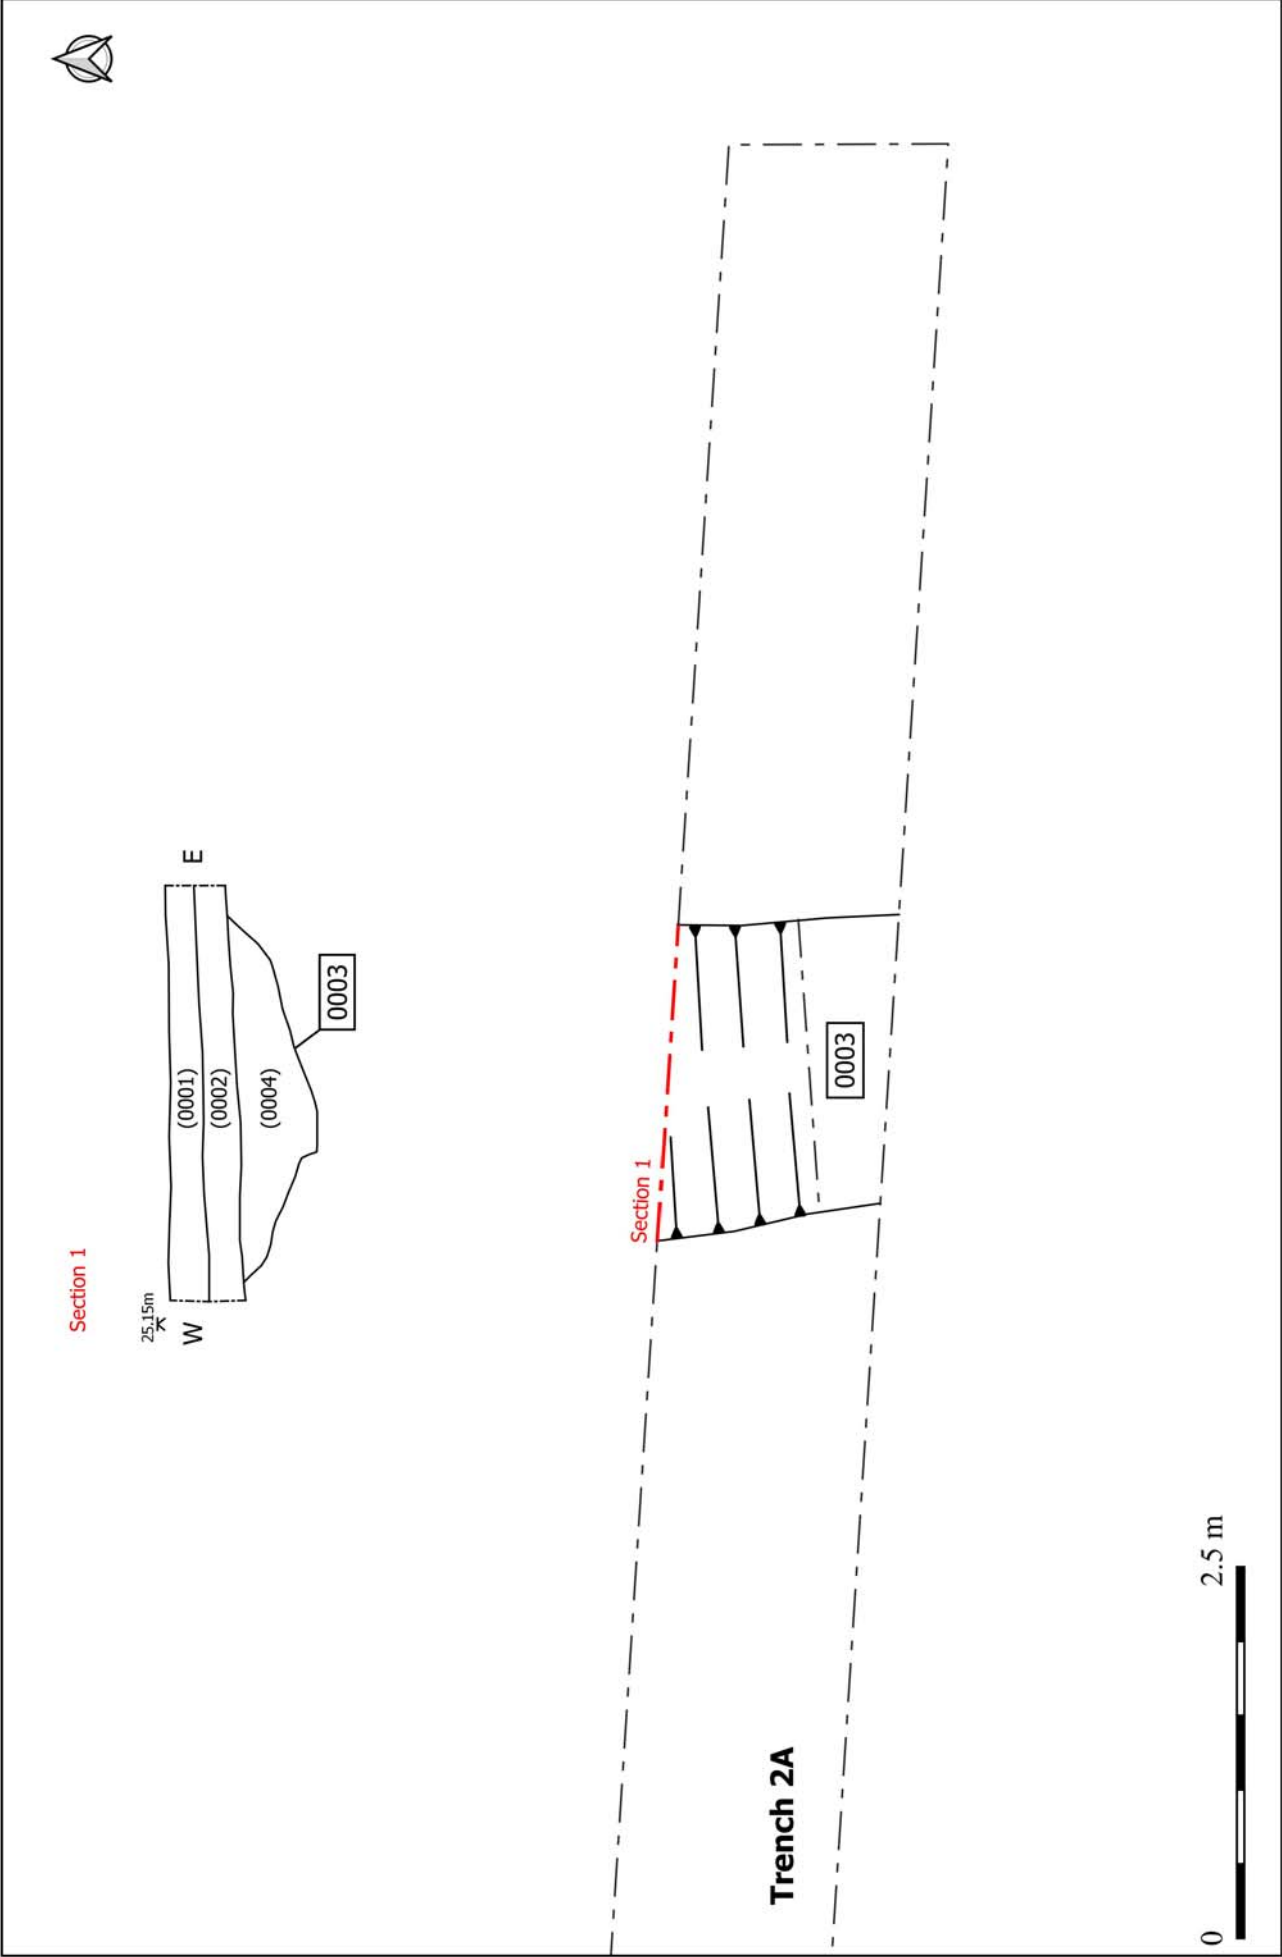 Section 1
25.15m
W
E
(0001)
(0002)
(0004)
0003
Section 1
0003
Trench 2A
0
2.5 m